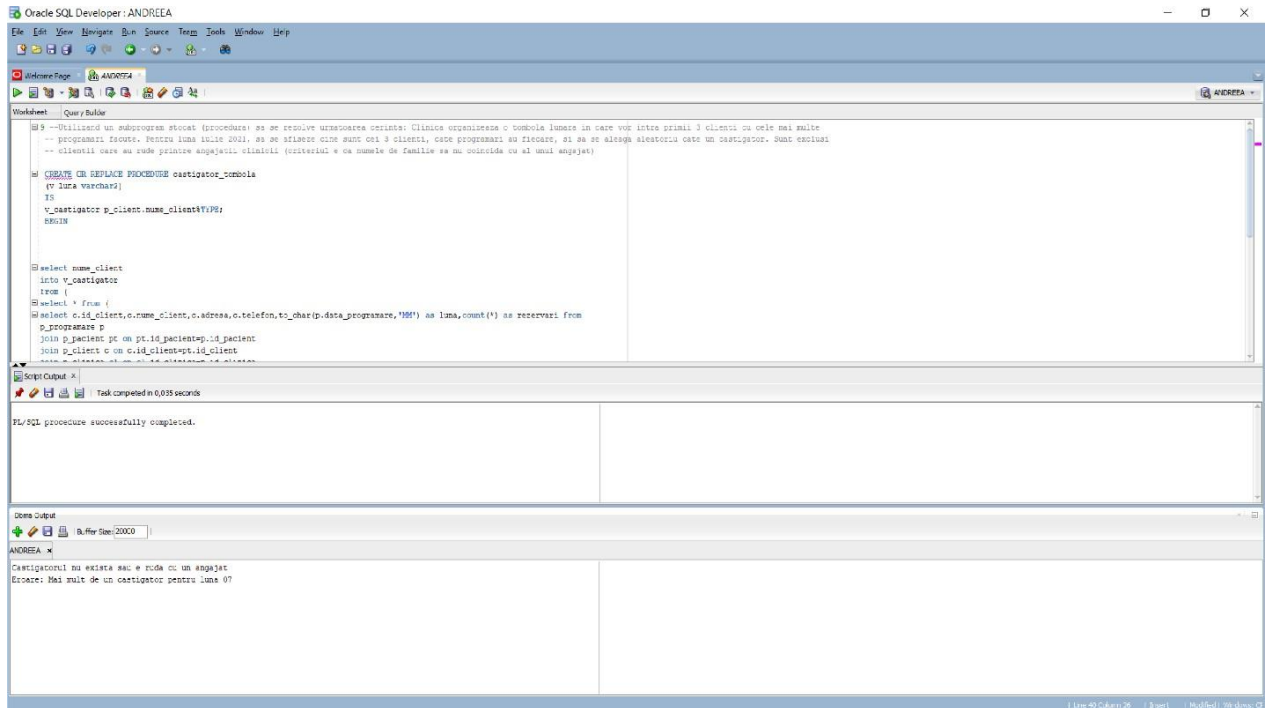 Oracle SQL Developer : ANDREEA
File Edit View Navigate Run Source Team Tools Window Help
Welcome Page ANDREEA
ANDREEA
Worksheet Query Builder
9 --Utilizand un subprogram stocat (procedura) sa se rezolve urmatoarea cerinta: Clinica organizeaza o tombola lunara in care vor intra primii 3 clienti cu cele mai multe
-- programari facute. Pentru luna iulie 2021, sa se afiseze cine sunt cei 3 clienti, cate programari au fiecare, si sa se aleaga aleatoriu cate un castigator. Sunt exclusi
-- clientii care au rude printre angajatii clinicii (criteriul e ca numele de familie sa nu coincida cu al unui angajat)
CREATE OR REPLACE PROCEDURE castigator_tombola
(v_luna varchar2)
IS
v_castigator p_client.nume_client%TYPE;
BEGIN
select nume_client
into v_castigator
from (
select * from (
select c.id_client,c.nume_client,c.adresa,c.telefon,to_char(p.data_programare,'MM') as luna,count(*) as rezervari from
p_programare p
join p_pacient pt on pt.id_pacient=p.id_pacient
join p_client c on c.id_client=pt.id_client
Script Output
Task completed in 0,035 seconds
PL/SQL procedure successfully completed.
Dbms Output
Buffer Size: 20000
ANDREEA
Castigatorul nu exista sau e ruda cu un angajat
Eroare: Mai mult de un castigator pentru luna 07
Line 40 Column 26 Insert Modified Windows: C